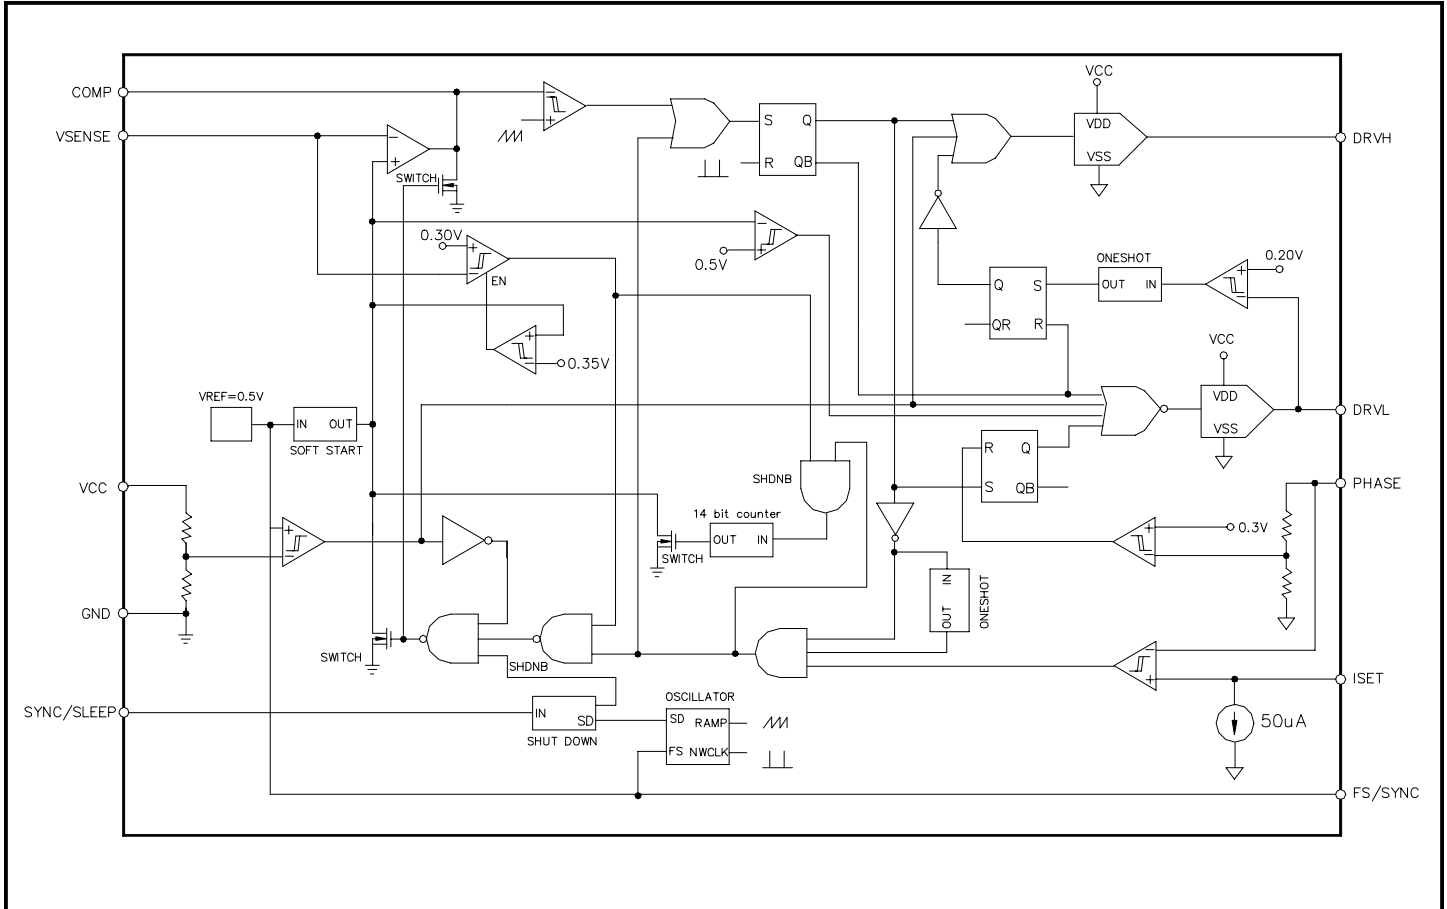 VCC
COMP
S Q
VDD
VSENSE
DRVH
VSS
R QB
SWITCH
0.30V
0.5V
ONESHOT
0.20V
EN
Q S
OUT IN
QR R
VCC
0.35V
VREF=0.5V
VDD
DRVL
IN OUT
VSS
SOFT START
R Q
SHDNB
PHASE
VCC
S QB
14 bit counter
0.3V
OUT IN
SWITCH
IN
OUT
ONESHOT
GND
SWITCH
SHDNB
ISET
OSCILLATOR
SYNC/SLEEP
IN
SD
SD RAMP
50uA
SHUT DOWN
FS NWCLK
FS/SYNC